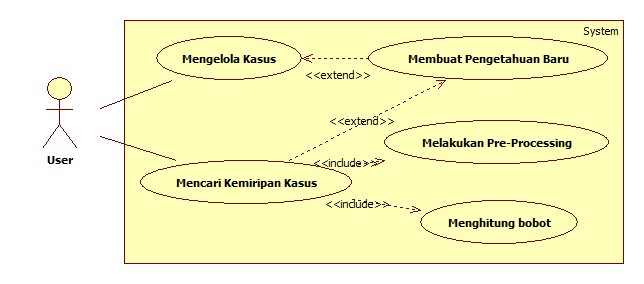 System
Mengelola Kasus
Membuat Pengetahuan Baru
<<extend>>
<<extend>>
Melakukan Pre-Processing
User
<<include>>
Mencari Kemiripan Kasus
<<include>>
Menghitung bobot